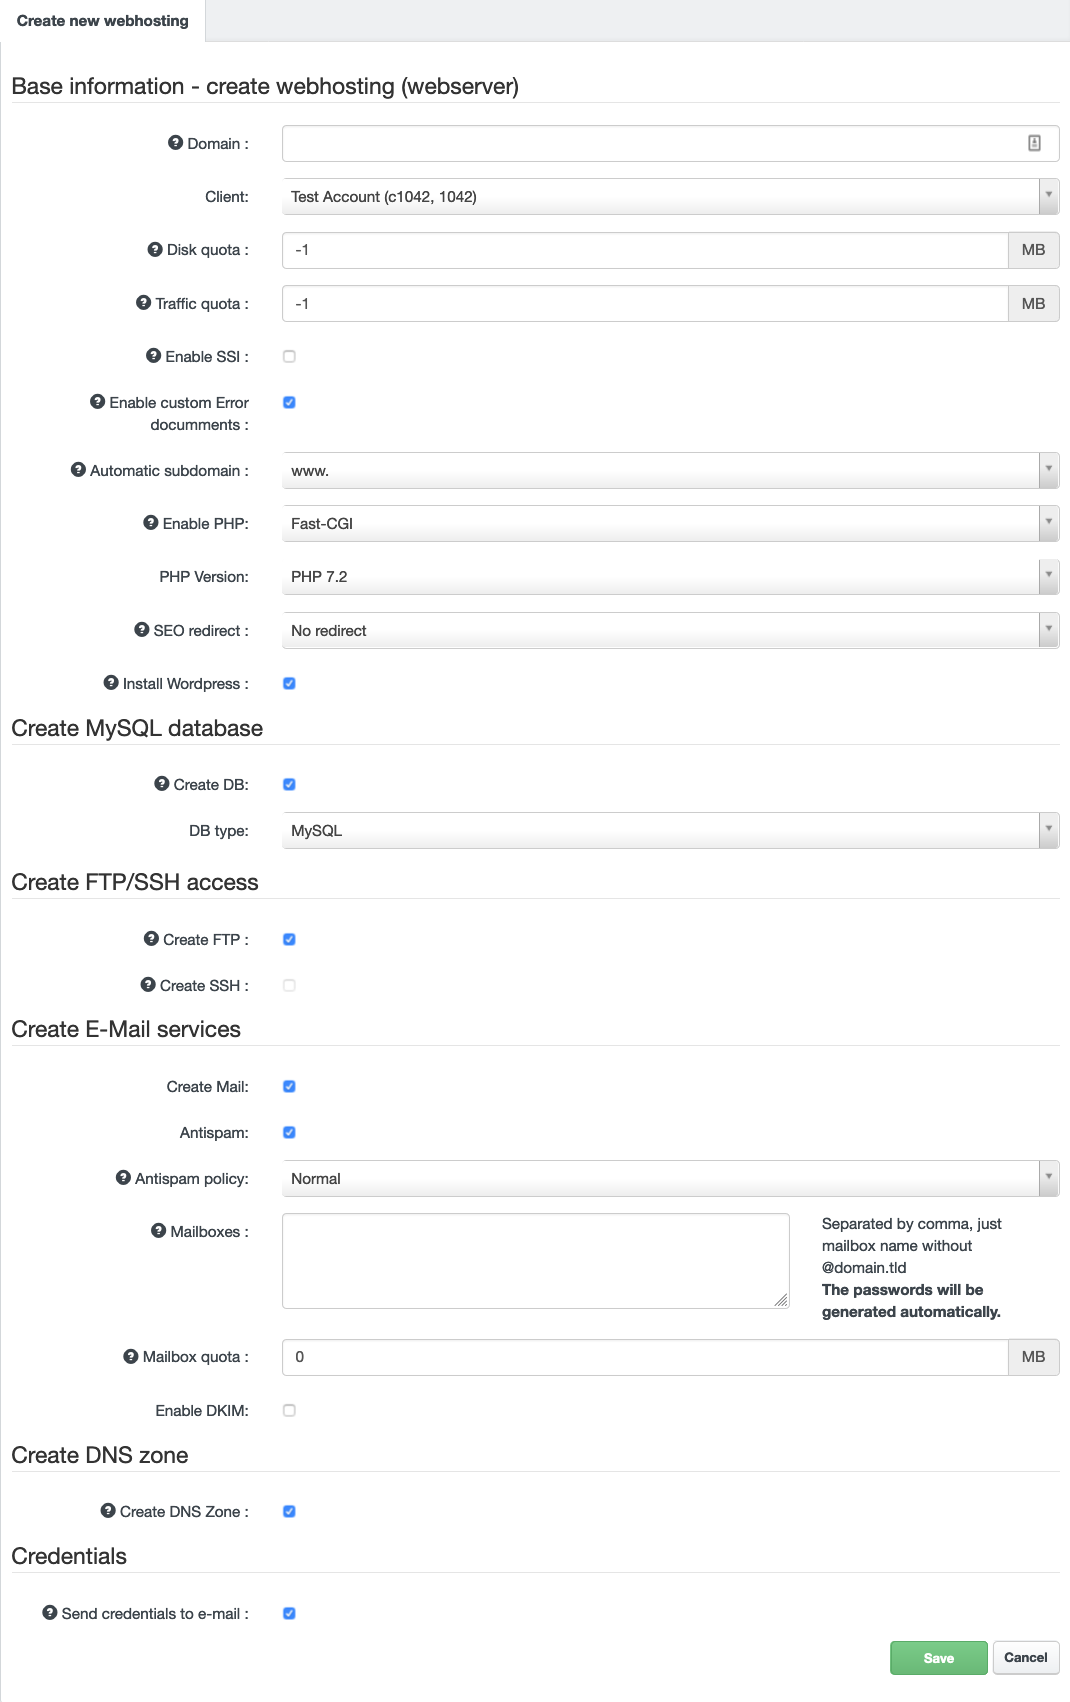 Create new webhosting
Base information - create webhosting (webserver)
Domain :
Client: Test Account (c1042, 1042)
Disk quota : -1 MB
Traffic quota : -1 MB
Enable SSI :
Enable custom Error
documments :
Automatic subdomain : www.
Enable PHP: Fast-CGI
PHP Version: PHP 7.2
SEO redirect : No redirect
Install Wordpress :
Create MySQL database
Create DB:
DB type: MySQL
Create FTP/SSH access
Create FTP :
Create SSH :
Create E-Mail services
Create Mail:
Antispam:
Antispam policy: Normal
Mailboxes :
Separated by comma, just
mailbox name without
@domain.tld
The passwords will be
generated automatically.
Mailbox quota : 0 MB
Enable DKIM:
Create DNS zone
Create DNS Zone :
Credentials
Send credentials to e-mail :
Save Cancel